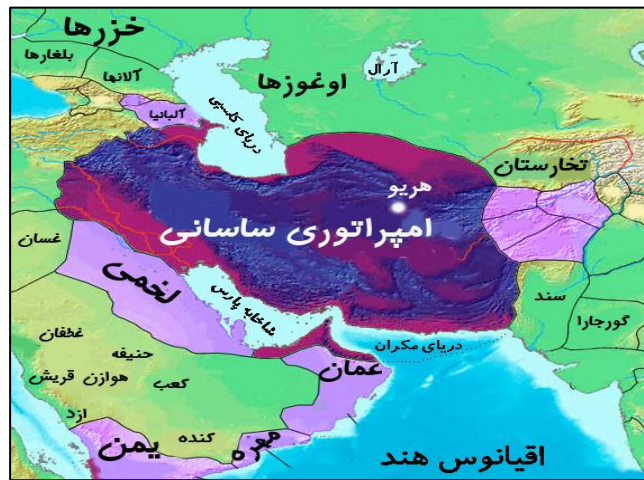 خزرها
بلغارها
آلانها
آرال
اوغوزها
آلبانیا
دریای کاسپی
تخارستان
هریو
امپراتوری ساسانی
غسان
لخمی
شاخابه پارس
سند
گورجارا
غطفان
حنیفه
دریای مکران
هوازن
قریش
کعب
عمان
ازد
کنده
مهره
یمن
اقیانوس هند